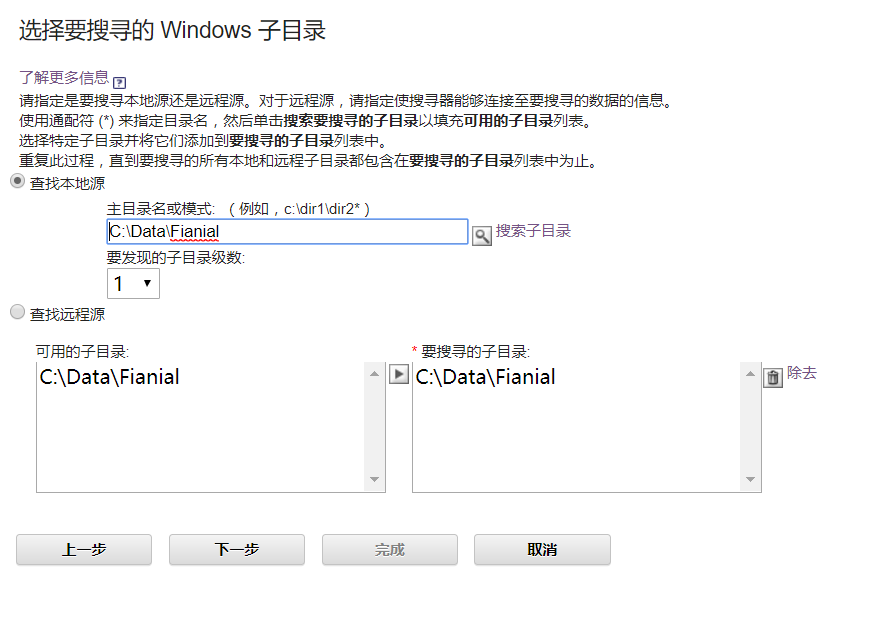 选择要搜寻的 Windows 子目录
了解更多信息 ?
请指定是要搜寻本地源还是远程源。对于远程源，请指定使搜寻器能够连接至要搜寻的数据的信息。
使用通配符 (*) 来指定目录名，然后单击搜索要搜寻的子目录以填充可用的子目录列表。
选择特定子目录并将它们添加到要搜寻的子目录列表中。
重复此过程，直到要搜寻的所有本地和远程子目录都包含在要搜寻的子目录列表中为止。
查找本地源
主目录名或模式: （例如，c:\dir1\dir2*）
C:\Data\Fianial
搜索子目录
要发现的子目录级数:
1
查找远程源
可用的子目录:
C:\Data\Fianial
* 要搜寻的子目录:
C:\Data\Fianial
除去
上一步
下一步
完成
取消